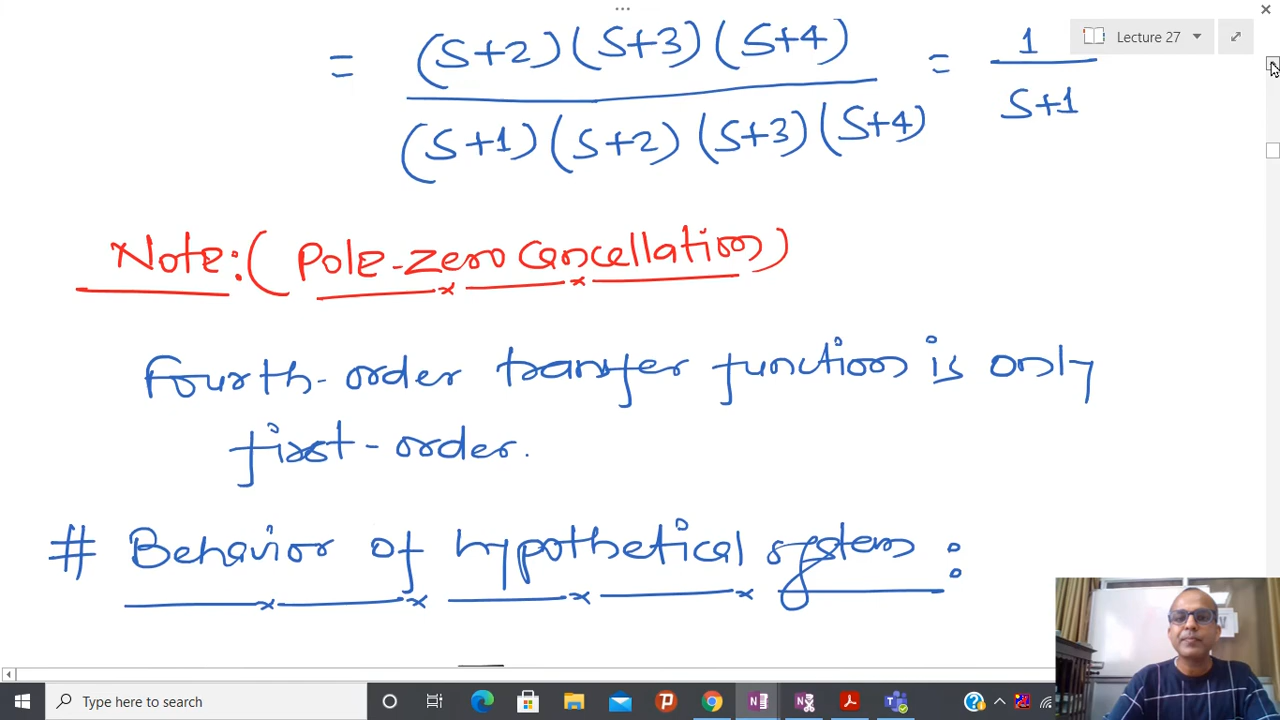 ...
Lecture 27
= (S+2)(S+3)(S+4) / (S+1)(S+2)(S+3)(S+4) = 1 / S+1
Note: (Pole-Zero Cancellation)
Fourth-order transfer function is only
first-order.
# Behavior of hypothetical system :
Type here to search